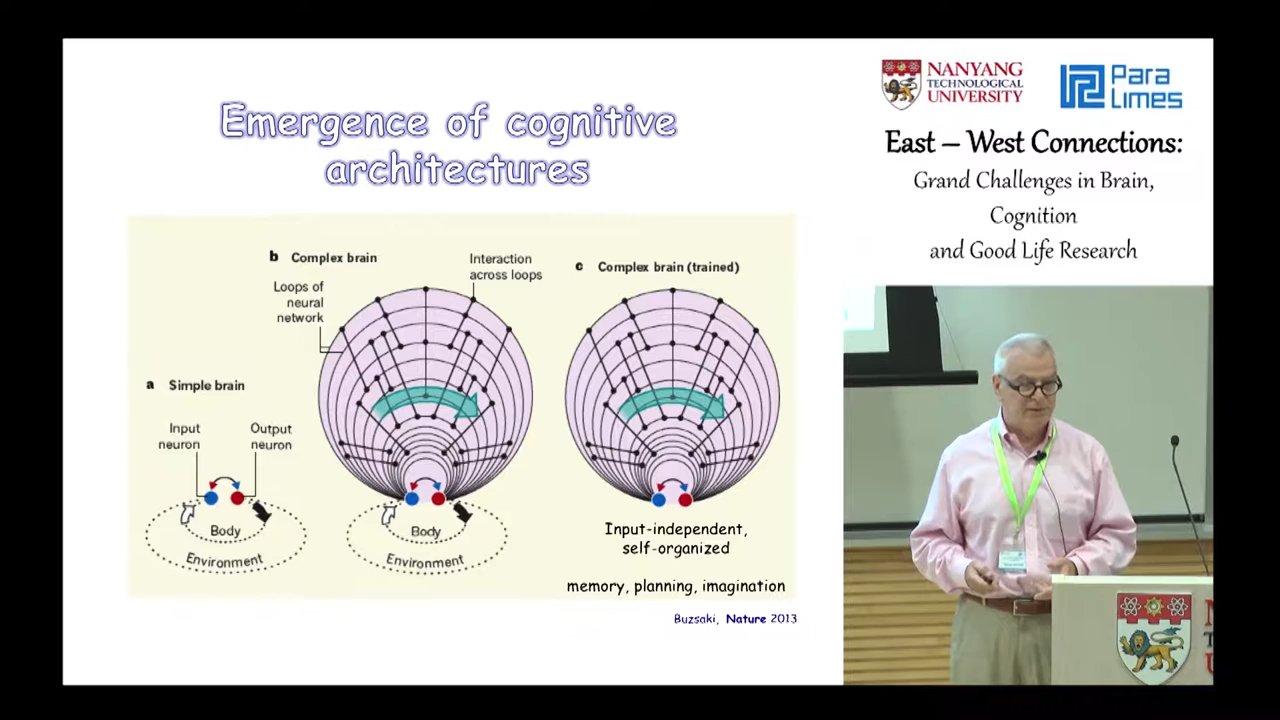 Emergence of cognitive
architectures
b Complex brain
Loops of
neural
network
Interaction
across loops
c Complex brain (trained)
a Simple brain
Input
neuron
Output
neuron
Body
Environment
Body
Environment
Input-independent,
self-organized
memory, planning, imagination
Buzsaki, Nature 2013
NANYANG
TECHNOLOGICAL
UNIVERSITY
Para
Limes
East – West Connections:
Grand Challenges in Brain,
Cognition
and Good Life Research